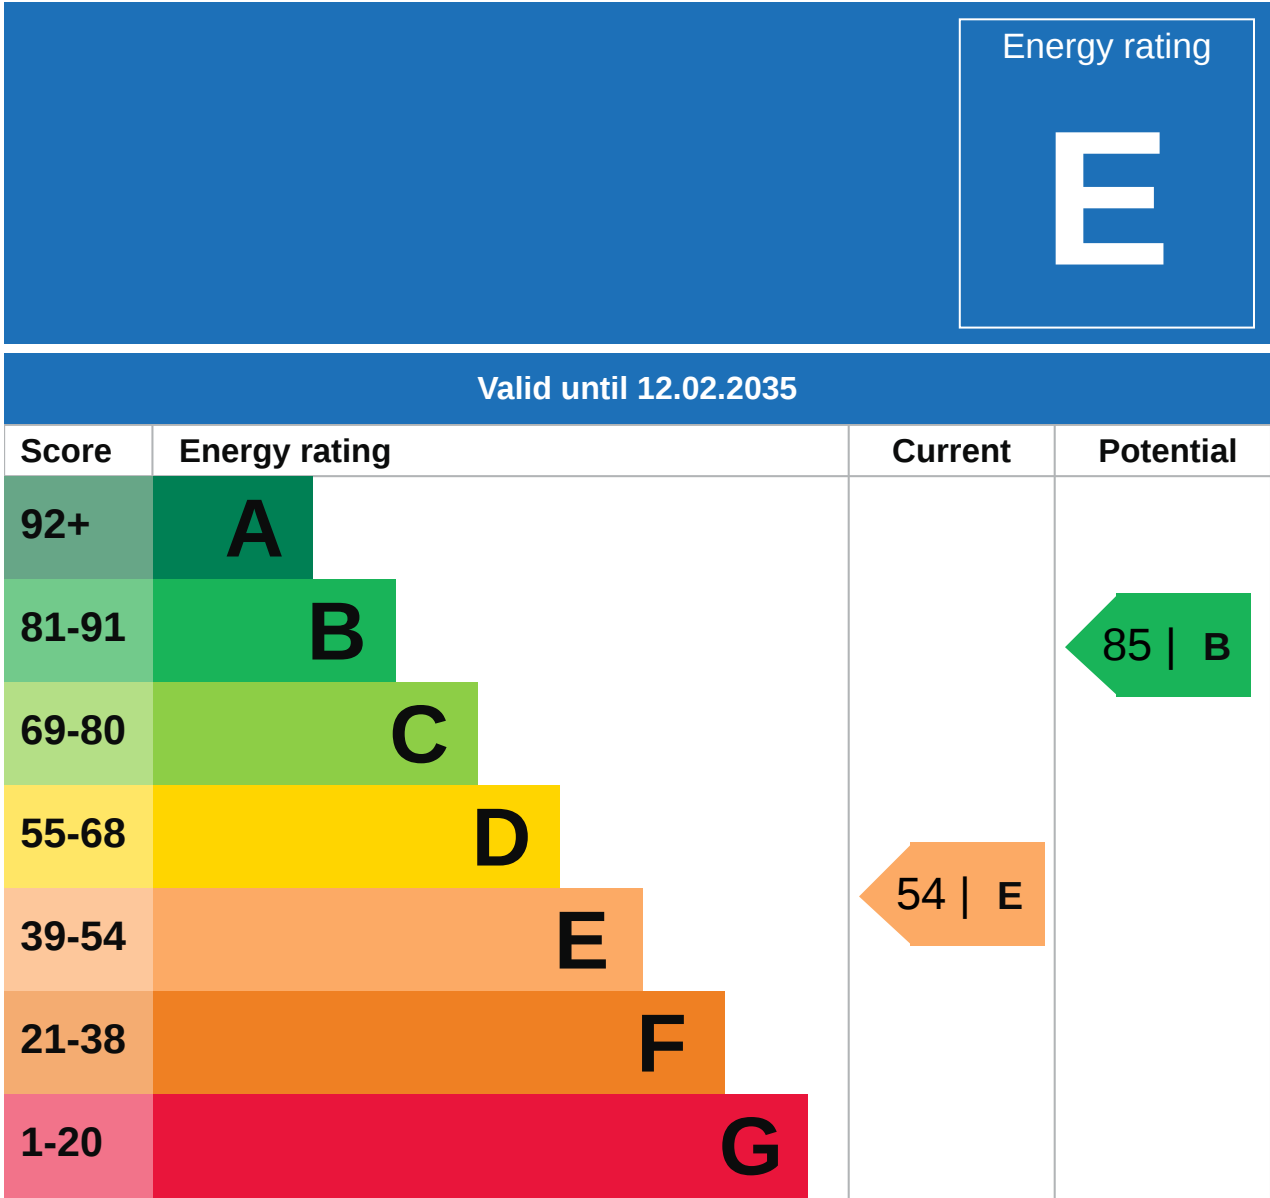 Energy rating
E
Valid until 12.02.2035
Score Energy rating Current Potential
92+ A
81-91 B
85 | B
69-80 C
55-68 D
54 | E
39-54 E
21-38 F
1-20 G